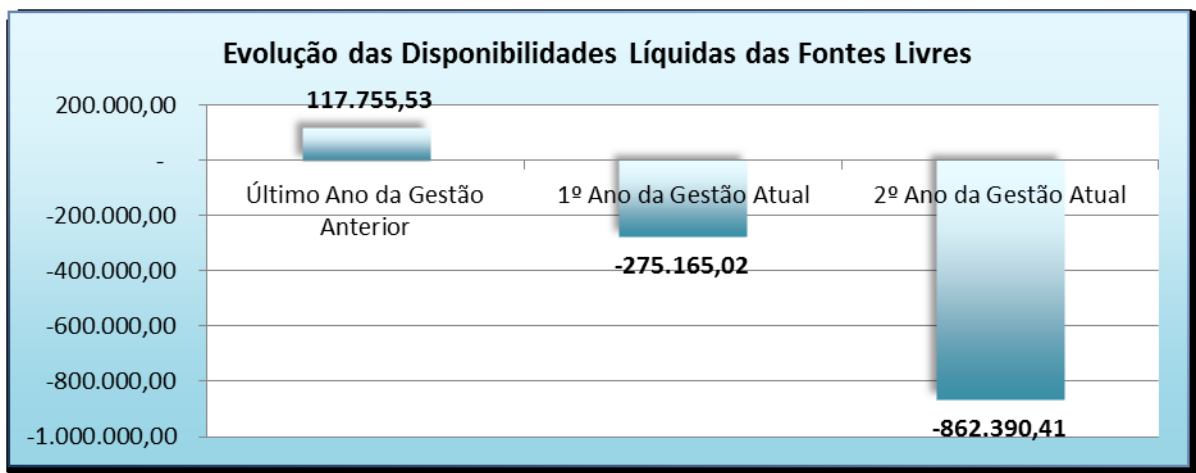 Evolução das Disponibilidades Líquidas das Fontes Livres
200.000,00
-
-200.000,00
-400.000,00
-600.000,00
-800.000,00
-1.000.000,00
117.755,53
Último Ano da Gestão
Anterior
1º Ano da Gestão Atual
2º Ano da Gestão Atual
-275.165,02
-862.390,41